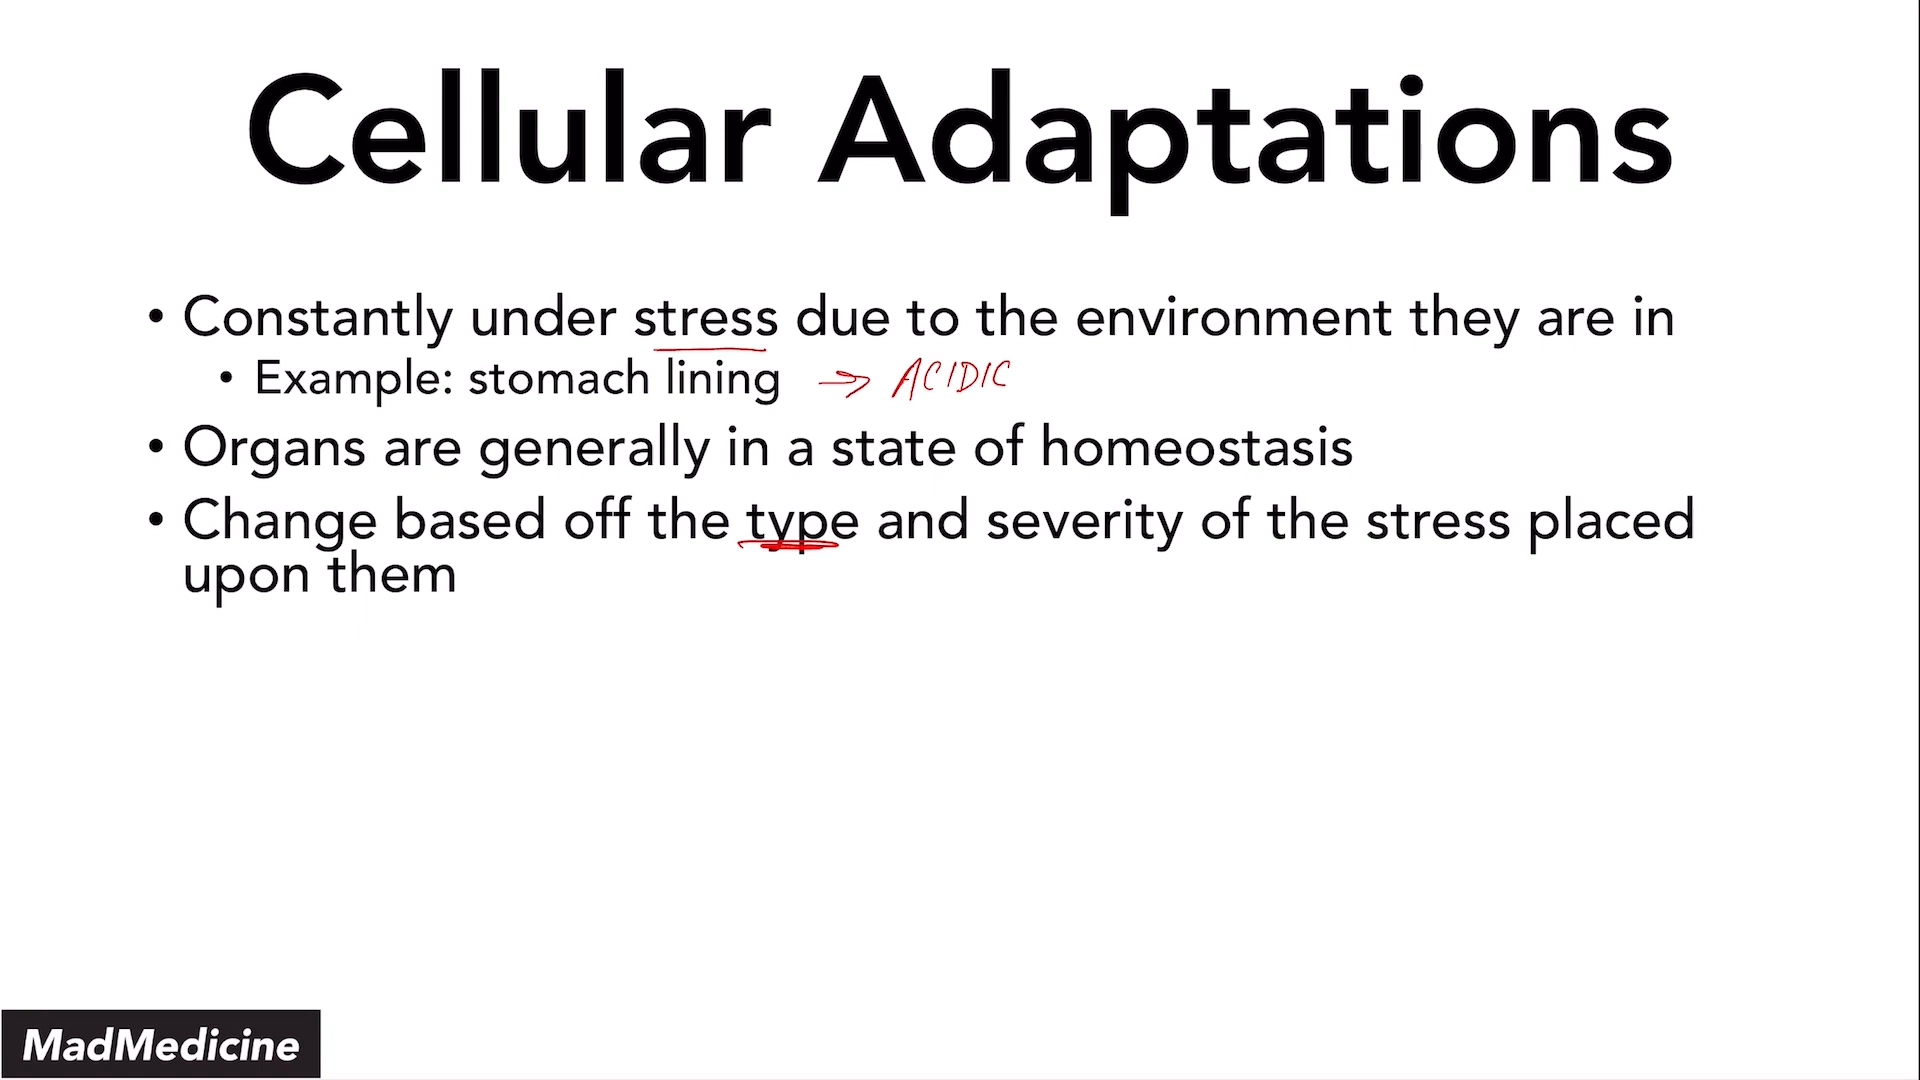 Cellular Adaptations
• Constantly under stress due to the environment they are in
• Example: stomach lining → ACIDIC
• Organs are generally in a state of homeostasis
• Change based off the type and severity of the stress placed
upon them
MadMedicine